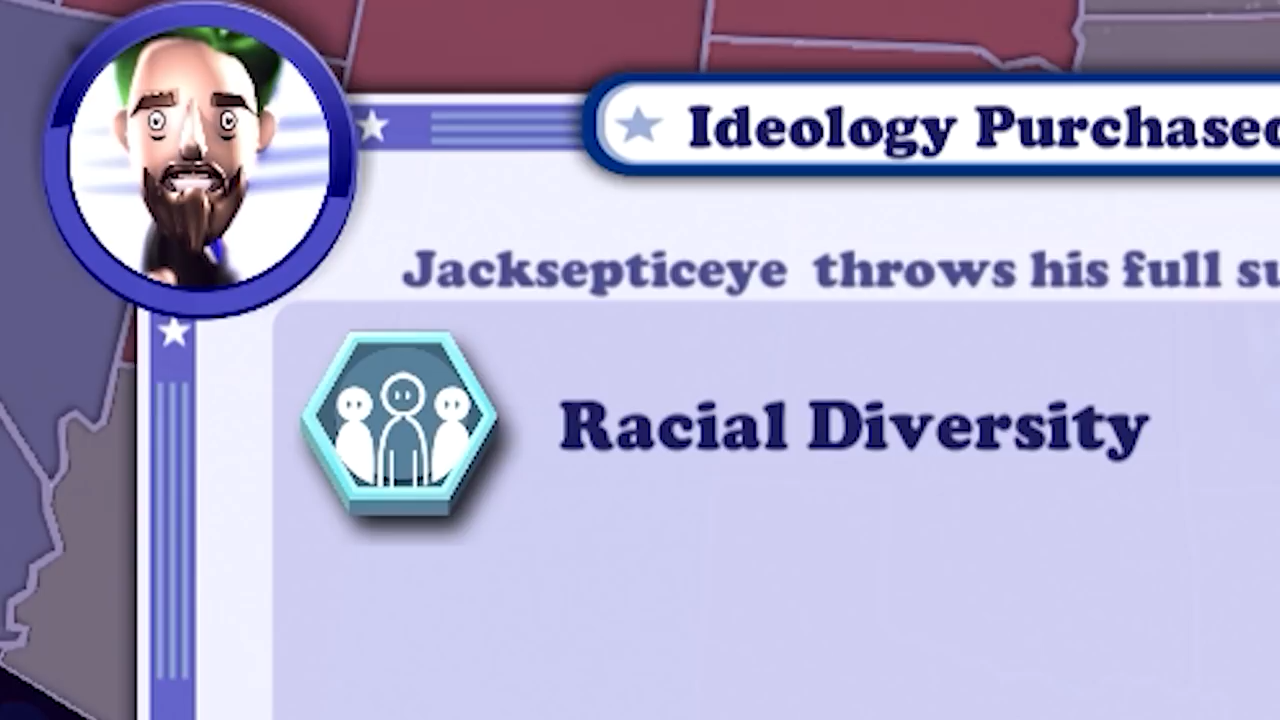 Ideology Purchased
Jacksepticeye throws his full
Racial Diversity